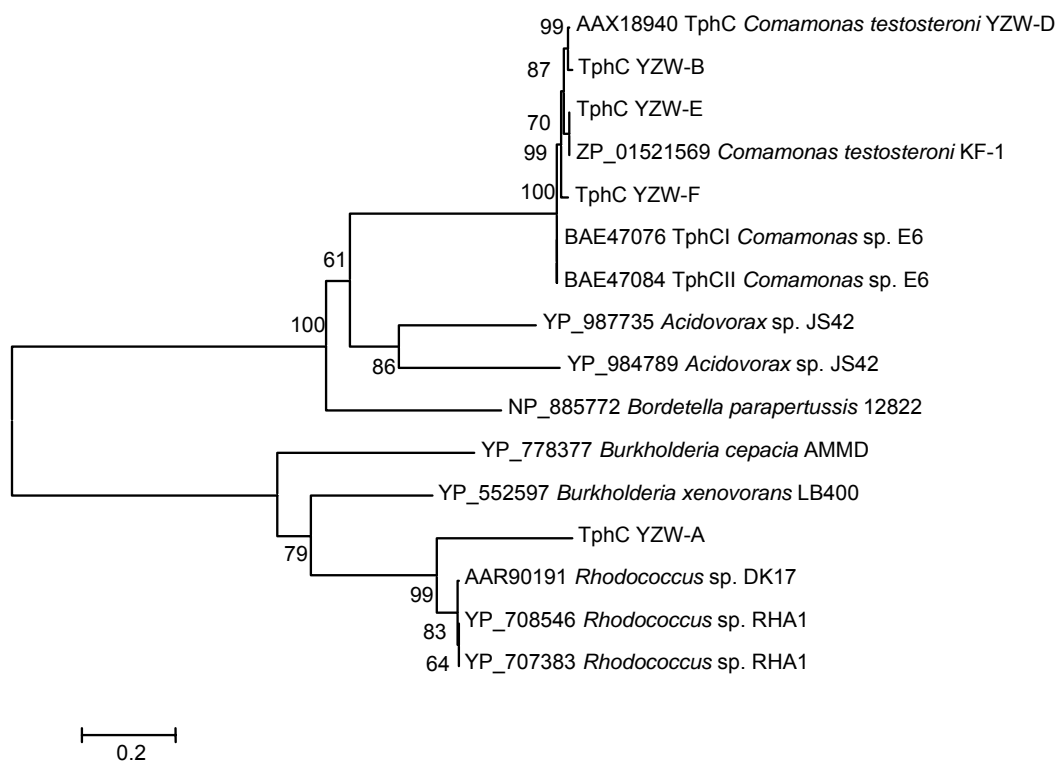 99 AAX18940 TphC Comamonas testosteroni YZW-D
87 TphC YZW-B
TphC YZW-E
70
99 ZP_01521569 Comamonas testosteroni KF-1
100 TphC YZW-F
BAE47076 TphCI Comamonas sp. E6
61
BAE47084 TphCII Comamonas sp. E6
100 YP_987735 Acidovorax sp. JS42
86 YP_984789 Acidovorax sp. JS42
NP_885772 Bordetella parapertussis 12822
YP_778377 Burkholderia cepacia AMMD
YP_552597 Burkholderia xenovorans LB400
TphC YZW-A
79
AAR90191 Rhodococcus sp. DK17
99
YP_708546 Rhodococcus sp. RHA1
83
64 YP_707383 Rhodococcus sp. RHA1
0.2